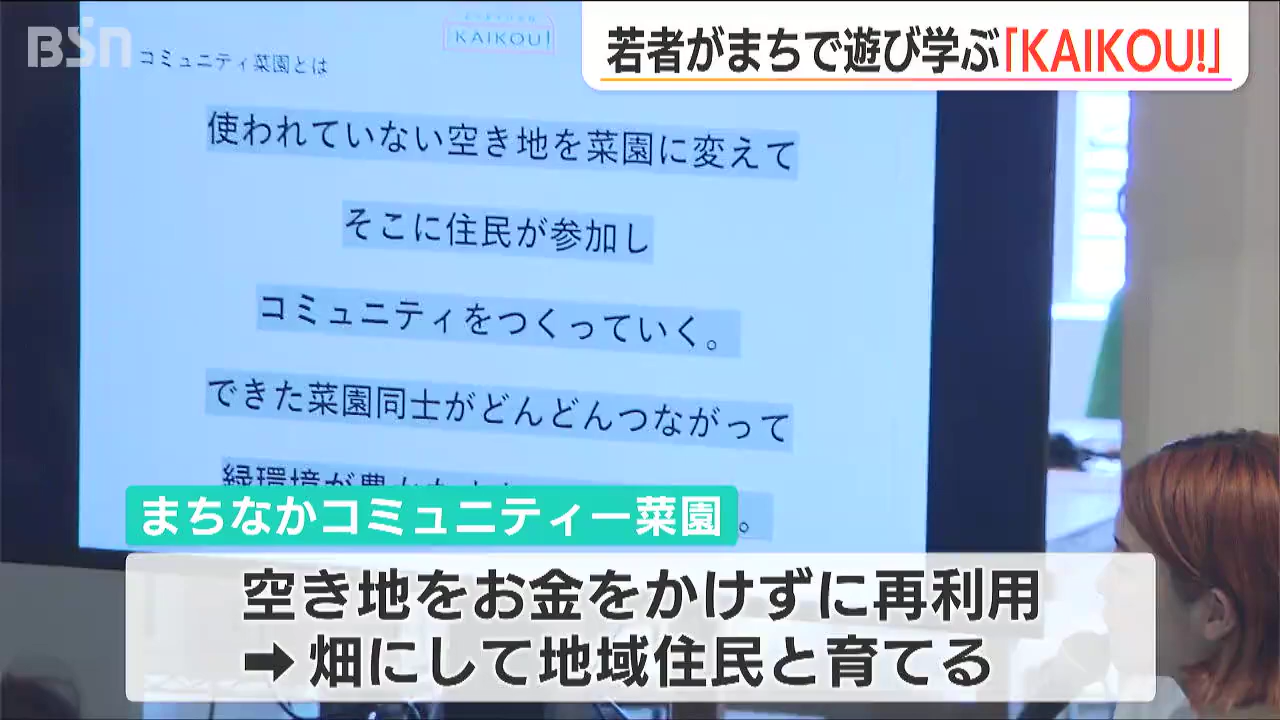 BSN
若者がまちで遊び学ぶ「KAIKOU!」
KAIKOU!
コミュニティ菜園とは
使われていない空き地を菜園に変えて
そこに住民が参加し
コミュニティをつくっていく。
できた菜園同士がどんどんつながって
緑環境が豊か
まちなかコミュニティー菜園
空き地をお金をかけずに再利用
➡ 畑にして地域住民と育てる